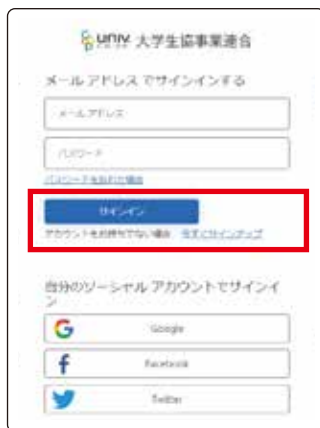 univ 大学生協事業連合
メール アドレス でサインインする
メール アドレス
パスワード
パスワードを忘れた場合
サインイン
アカウントをお持ちでない場合 今すぐサインアップ
自分のソーシャル アカウントでサインイ
ン
Google
Facebook
Twitter